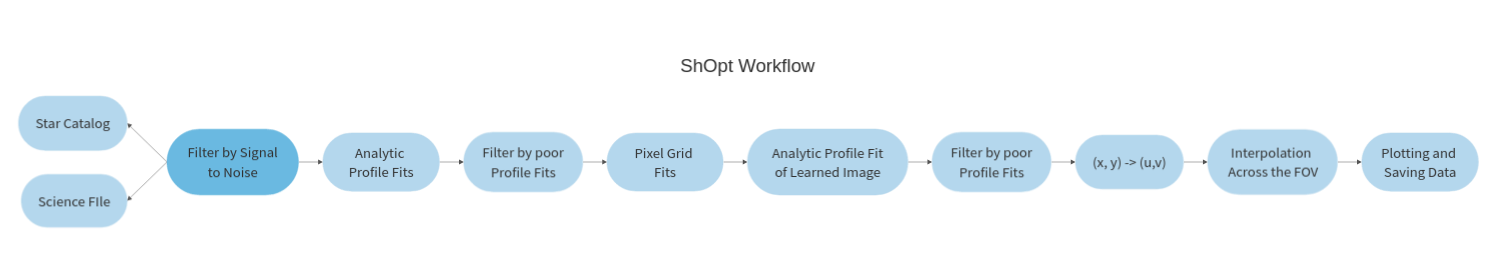 ShOpt Workflow
Star Catalog
Science FIle
Filter by Signal
to Noise
Analytic
Profile Fits
Filter by poor
Profile Fits
Pixel Grid
Fits
Analytic Profile Fit
of Learned Image
Filter by poor
Profile Fits
(x, y) -> (u,v)
Interpolation
Across the FOV
Plotting and
Saving Data